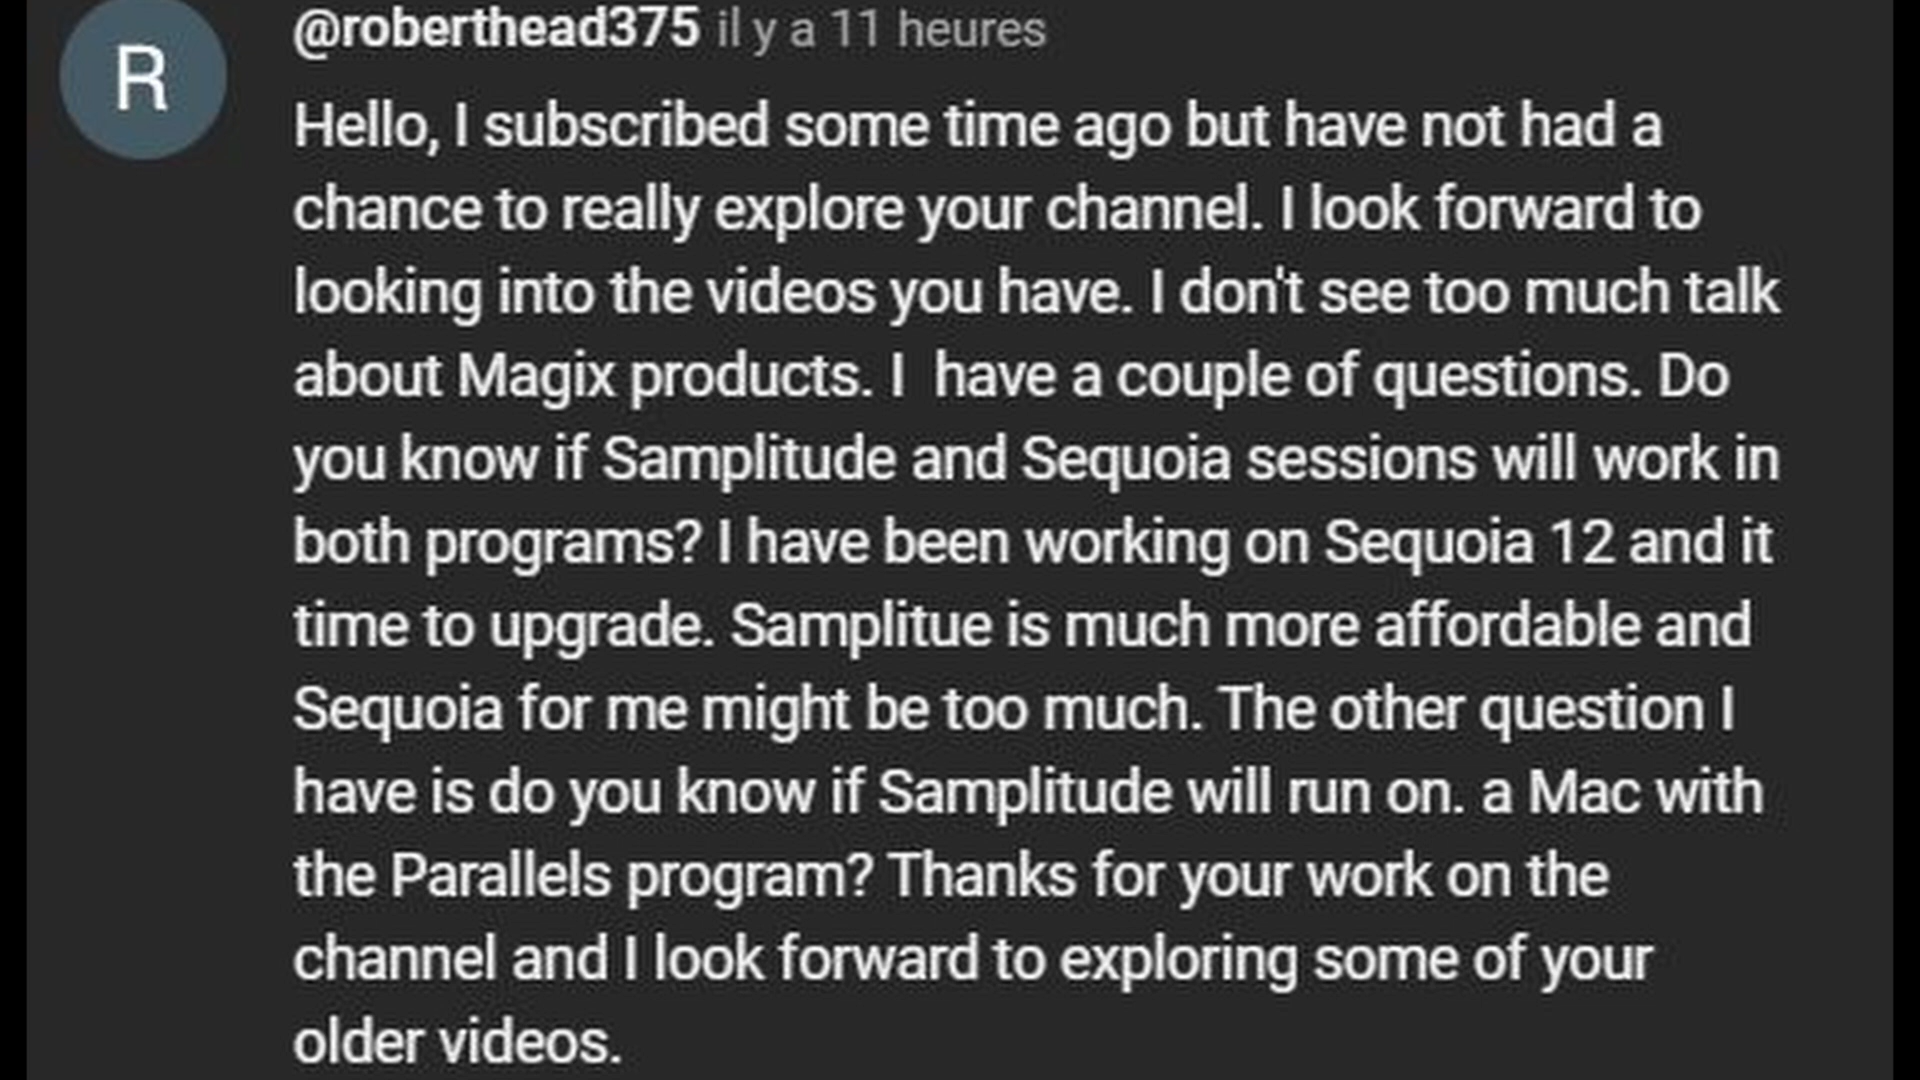 R
@roberthead375 il y a 11 heures
Hello, I subscribed some time ago but have not had a
chance to really explore your channel. I look forward to
looking into the videos you have. I don't see too much talk
about Magix products. I  have a couple of questions. Do
you know if Samplitude and Sequoia sessions will work in
both programs? I have been working on Sequoia 12 and it
time to upgrade. Samplitue is much more affordable and
Sequoia for me might be too much. The other question I
have is do you know if Samplitude will run on. a Mac with
the Parallels program? Thanks for your work on the
channel and I look forward to exploring some of your
older videos.